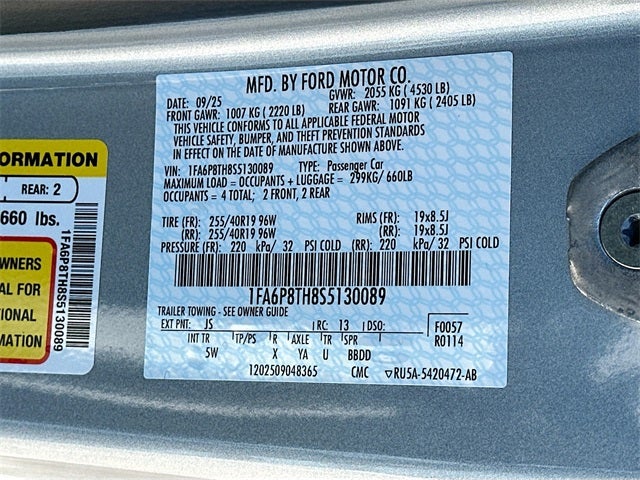 ORMATION
REAR: 2
660 lbs.
WNERS
AL FOR
TIONAL
RMATION
1FA6P8TH8S5130089
MFD. BY FORD MOTOR CO.
DATE: 09/25 GVWR: 2055 KG ( 4530 LB)
FRONT GAWR: 1007 KG ( 2220 LB) REAR GAWR: 1091 KG ( 2405 LB)
THIS VEHICLE CONFORMS TO ALL APPLICABLE FEDERAL MOTOR
VEHICLE SAFETY, BUMPER, AND THEFT PREVENTION STANDARDS
IN EFFECT ON THE DATE OF MANUFACTURE SHOWN ABOVE.
VIN: 1FA6P8TH8S5130089 TYPE: Passenger Car
MAXIMUM LOAD = OCCUPANTS + LUGGAGE = 299KG/ 660LB
OCCUPANTS = 4 TOTAL; 2 FRONT, 2 REAR
TIRE (FR): 255/40R19 96W RIMS (FR): 19x8.5J
(RR): 255/40R19 96W (RR): 19x8.5J
PRESSURE (FR): 220 kPa/ 32 PSI COLD (RR): 220 kPa/ 32 PSI COLD
1FA6P8TH8S5130089
TRAILER TOWING - SEE OWNER GUIDE
EXT PNT: JS RC: 13 DSO: F0057
INT TR TP/PS R AXLE TR SPR R0114
5W X YA U BBDD
1202509048365 CMC RU5A-5420472-AB